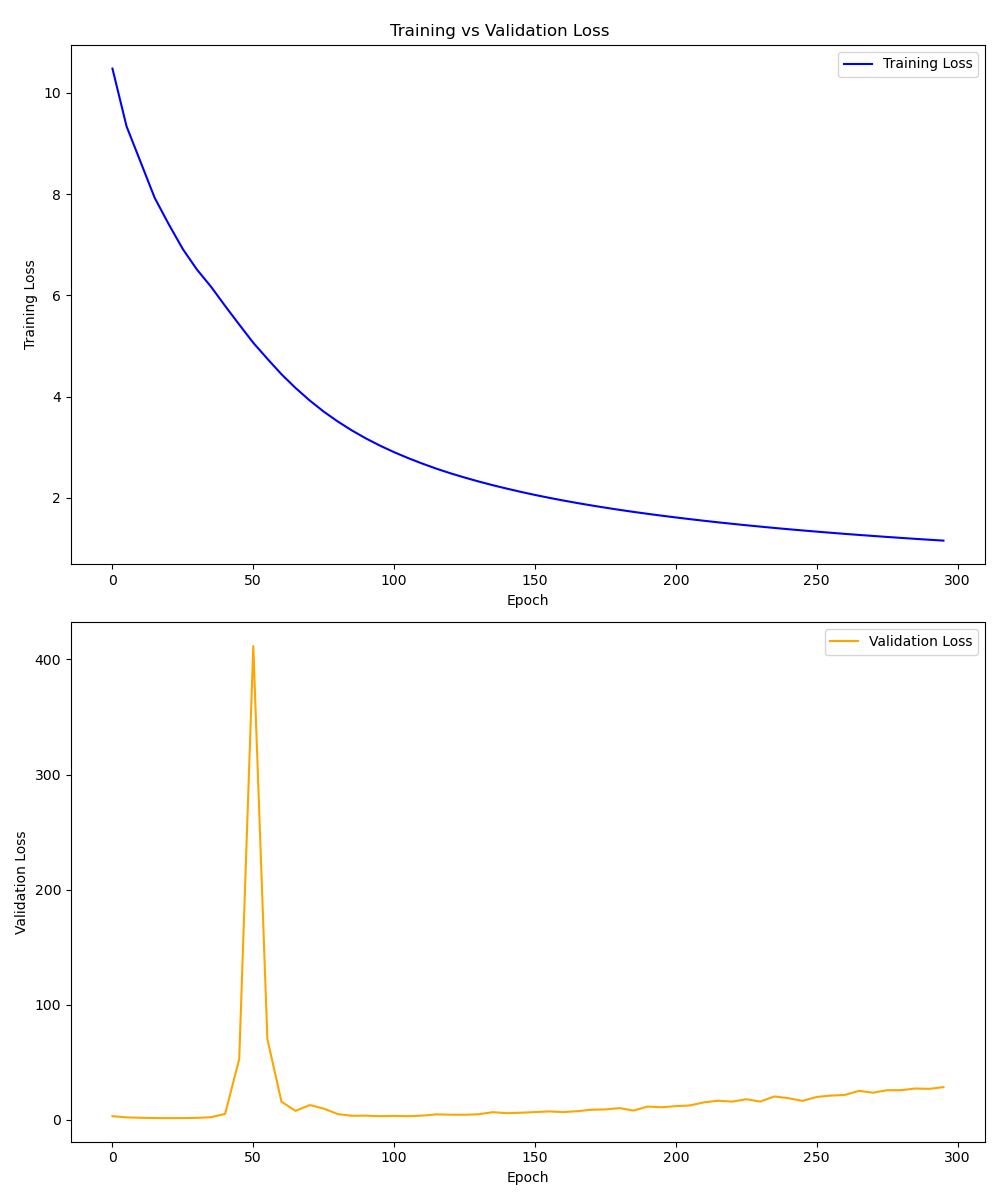 Training vs Validation Loss
Training Loss
10
8
6
4
2
Training Loss
0 50 100 150 200 250 300
Epoch
Validation Loss
400
300
200
100
0
Validation Loss
0 50 100 150 200 250 300
Epoch